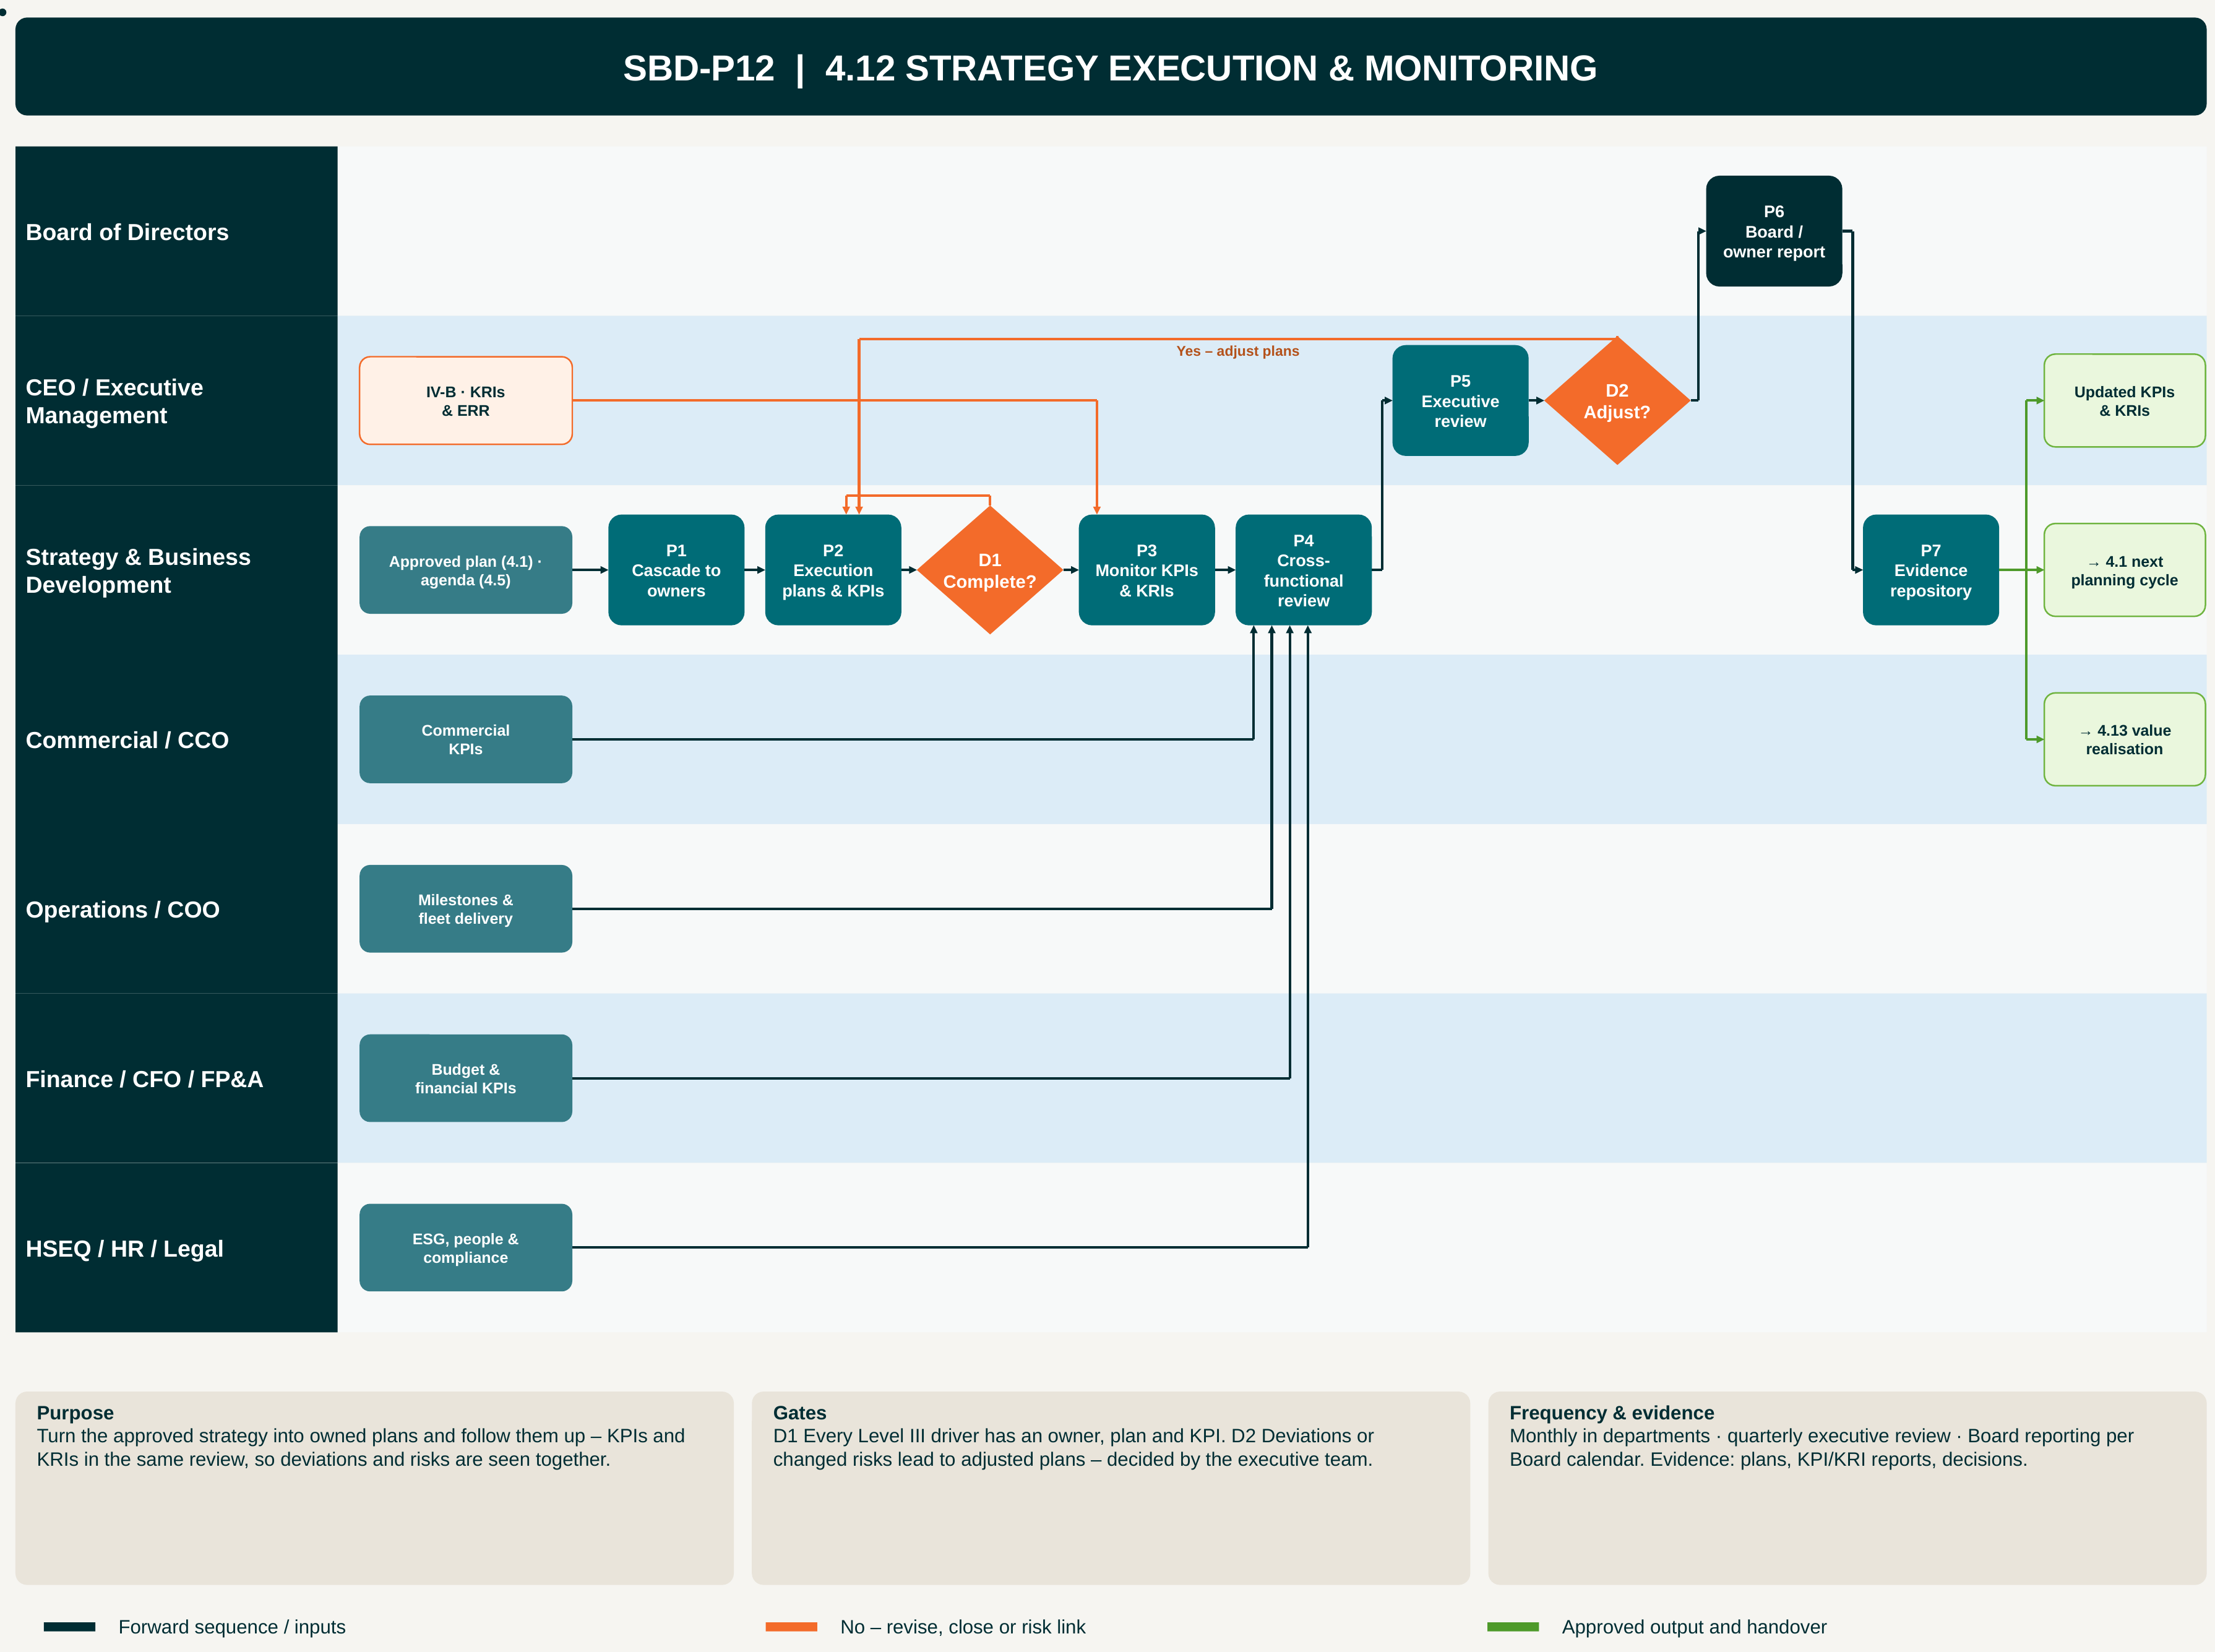 SBD-P12 | 4.12 STRATEGY EXECUTION & MONITORING
Board of Directors
P6
Board /
owner report
CEO / Executive
Management
IV-B · KRIs
& ERR
Yes – adjust plans
P5
Executive
review
D2
Adjust?
Updated KPIs
& KRIs
Strategy & Business
Development
Approved plan (4.1) ·
agenda (4.5)
P1
Cascade to
owners
P2
Execution
plans & KPIs
D1
Complete?
P3
Monitor KPIs
& KRIs
P4
Cross-
functional
review
P7
Evidence
repository
→ 4.1 next
planning cycle
Commercial / CCO
Commercial
KPIs
→ 4.13 value
realisation
Operations / COO
Milestones &
fleet delivery
Finance / CFO / FP&A
Budget &
financial KPIs
HSEQ / HR / Legal
ESG, people &
compliance
Purpose
Turn the approved strategy into owned plans and follow them up – KPIs and
KRIs in the same review, so deviations and risks are seen together.
Gates
D1 Every Level III driver has an owner, plan and KPI. D2 Deviations or
changed risks lead to adjusted plans – decided by the executive team.
Frequency & evidence
Monthly in departments · quarterly executive review · Board reporting per
Board calendar. Evidence: plans, KPI/KRI reports, decisions.
Forward sequence / inputs
No – revise, close or risk link
Approved output and handover